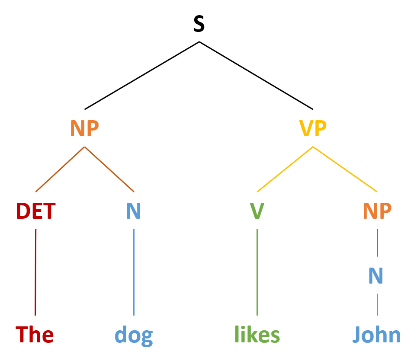 S
NP VP
DET N V NP
N
The dog likes John